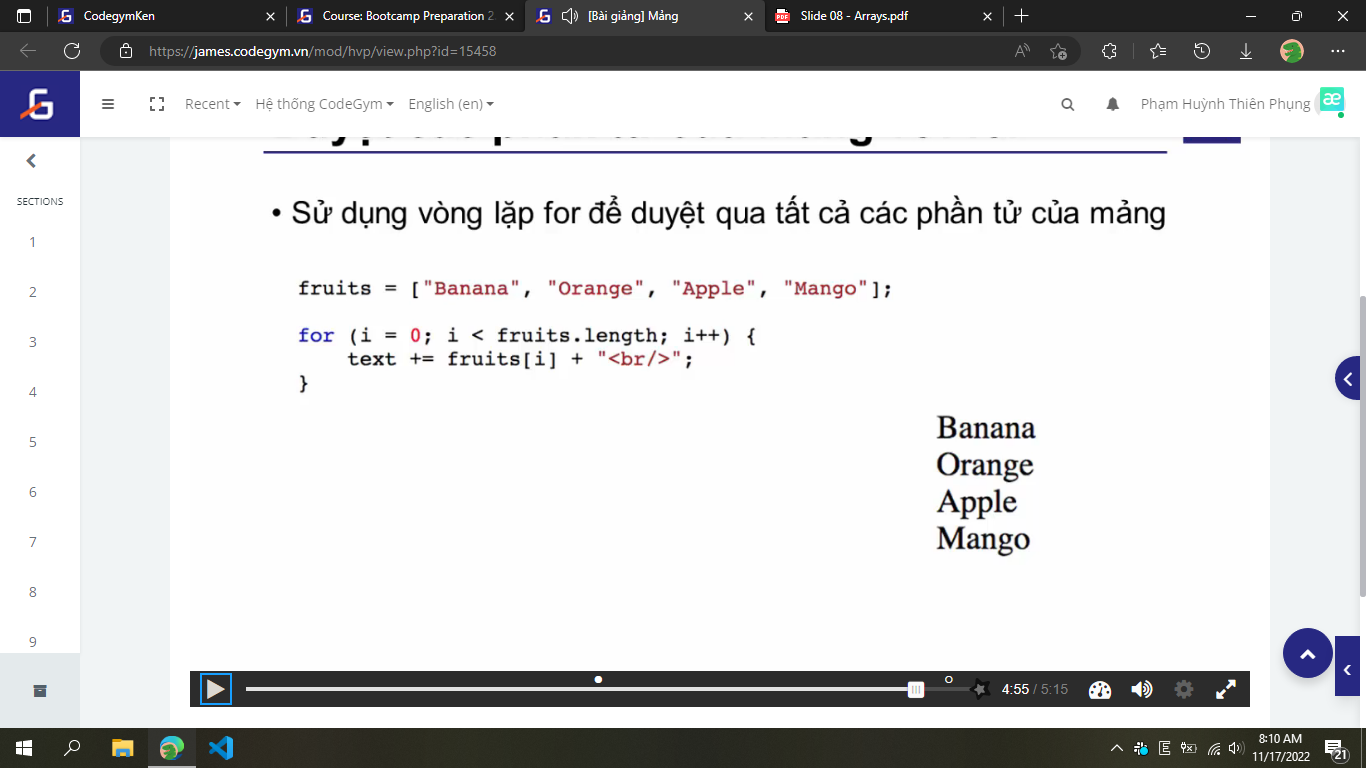 CodegymKen
Course: Bootcamp Preparation 2
[Bài giảng] Mảng
PDF
Slide 08 - Arrays.pdf
https://james.codegym.vn/mod/hvp/view.php?id=15458
Recent
Hệ thống CodeGym
English (en)
Phạm Huỳnh Thiên Phụng
æ
SECTIONS
1
2
3
4
5
6
7
8
9
• Sử dụng vòng lặp for để duyệt qua tất cả các phần tử của mảng
fruits = ["Banana", "Orange", "Apple", "Mango"];
for (i = 0; i < fruits.length; i++) {
    text += fruits[i] + "<br/>";
}
Banana
Orange
Apple
Mango
4:55 / 5:15
8:10 AM
11/17/2022
21